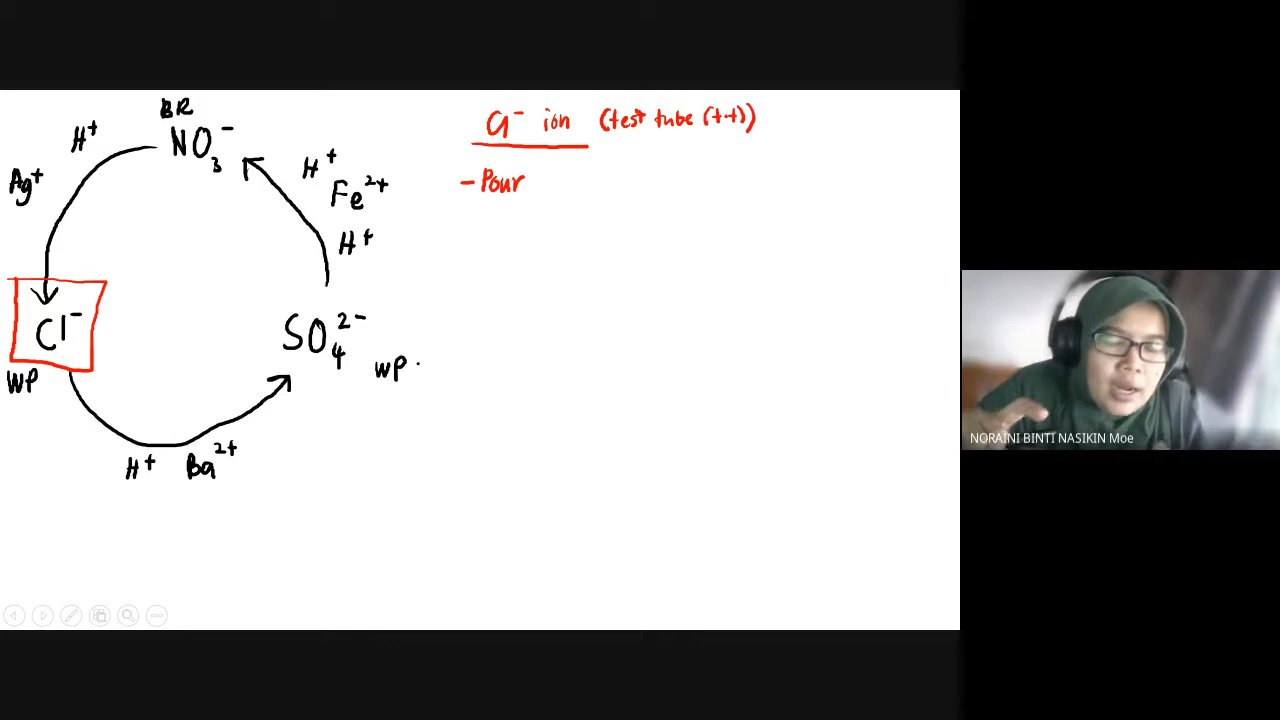 BR
NO3⁻
H⁺
Ag⁺
H⁺
Fe²⁺
H⁺
Cl⁻
WP
SO4²⁻
WP
H⁺ Ba²⁺
Cl⁻ ion (test tube (t.t))
- Pour
NORAINI BINTI NASIKIN Moe